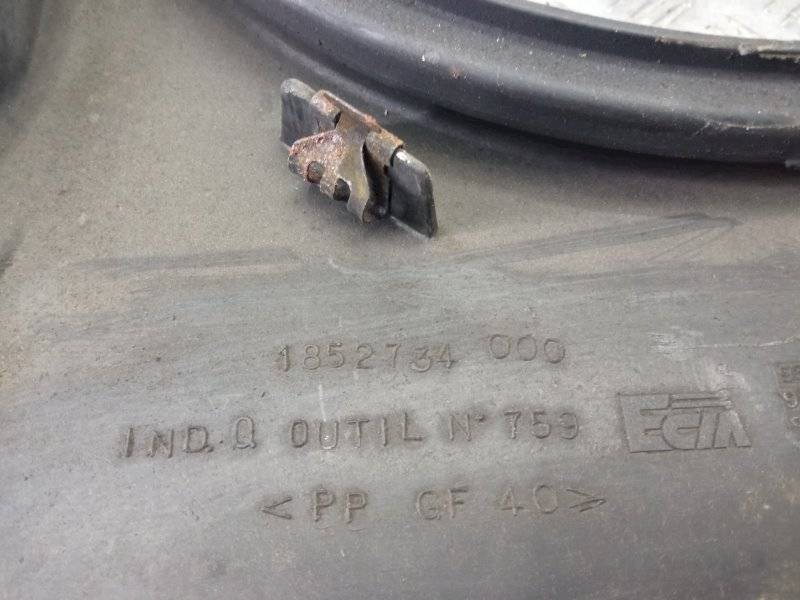 1852734 000
IND.Q OUTIL N° 759 ECIA
<PP GF 40>